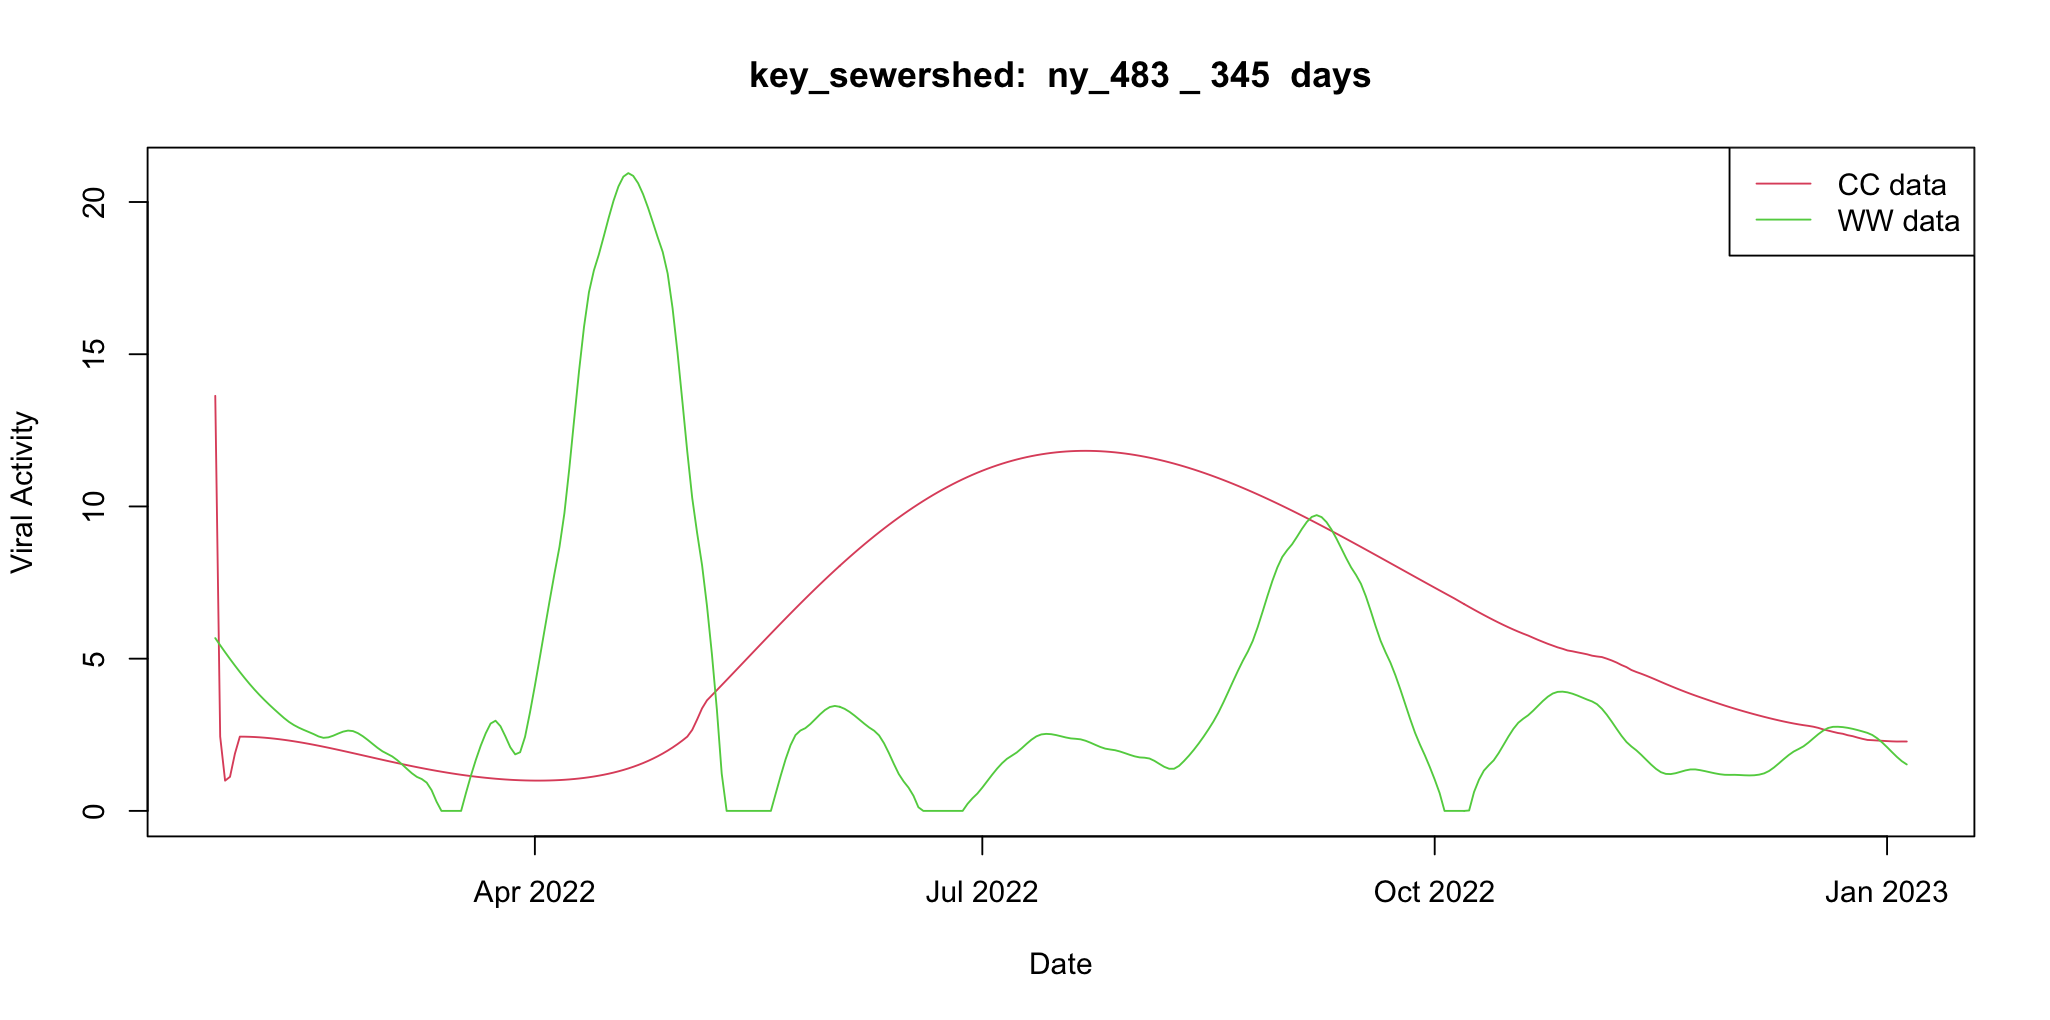 key_sewershed: ny_483 _ 345 days
CC data
WW data
Viral Activity
20
15
10
5
0
Apr 2022
Jul 2022
Oct 2022
Jan 2023
Date